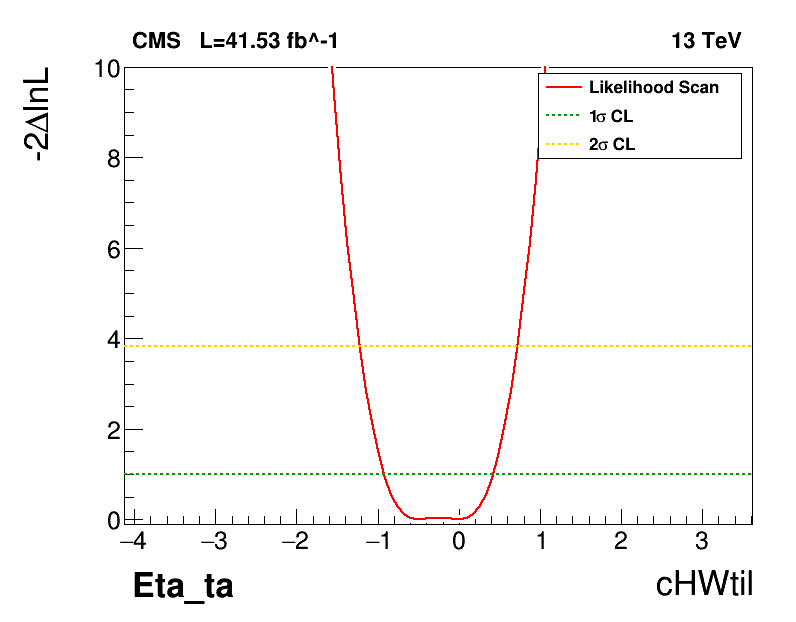 CMS L=41.53 fb^-1 13 TeV
-2ΔlnL
10
8
6
4
2
0
Likelihood Scan
1σ CL
2σ CL
−4 −3 −2 −1 0 1 2 3
Eta_ta cHWtil